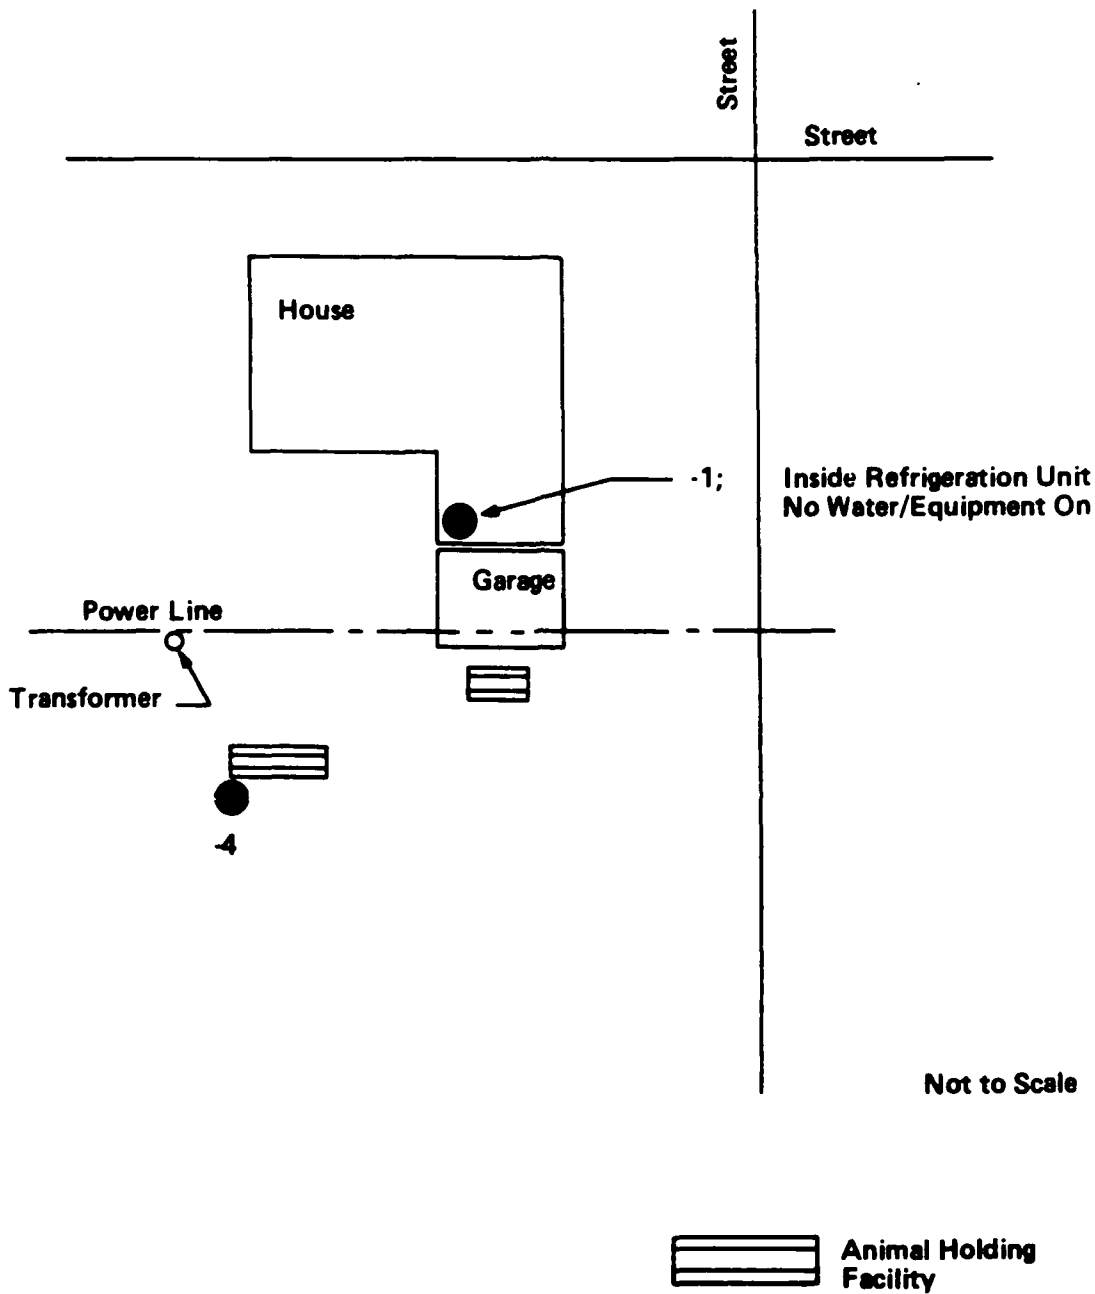 Street
Street
House
-1;
Inside Refrigeration Unit
No Water/Equipment On
Garage
Power Line
Transformer
-4
Not to Scale
Animal Holding
Facility